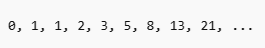 0, 1, 1, 2, 3, 5, 8, 13, 21, ...